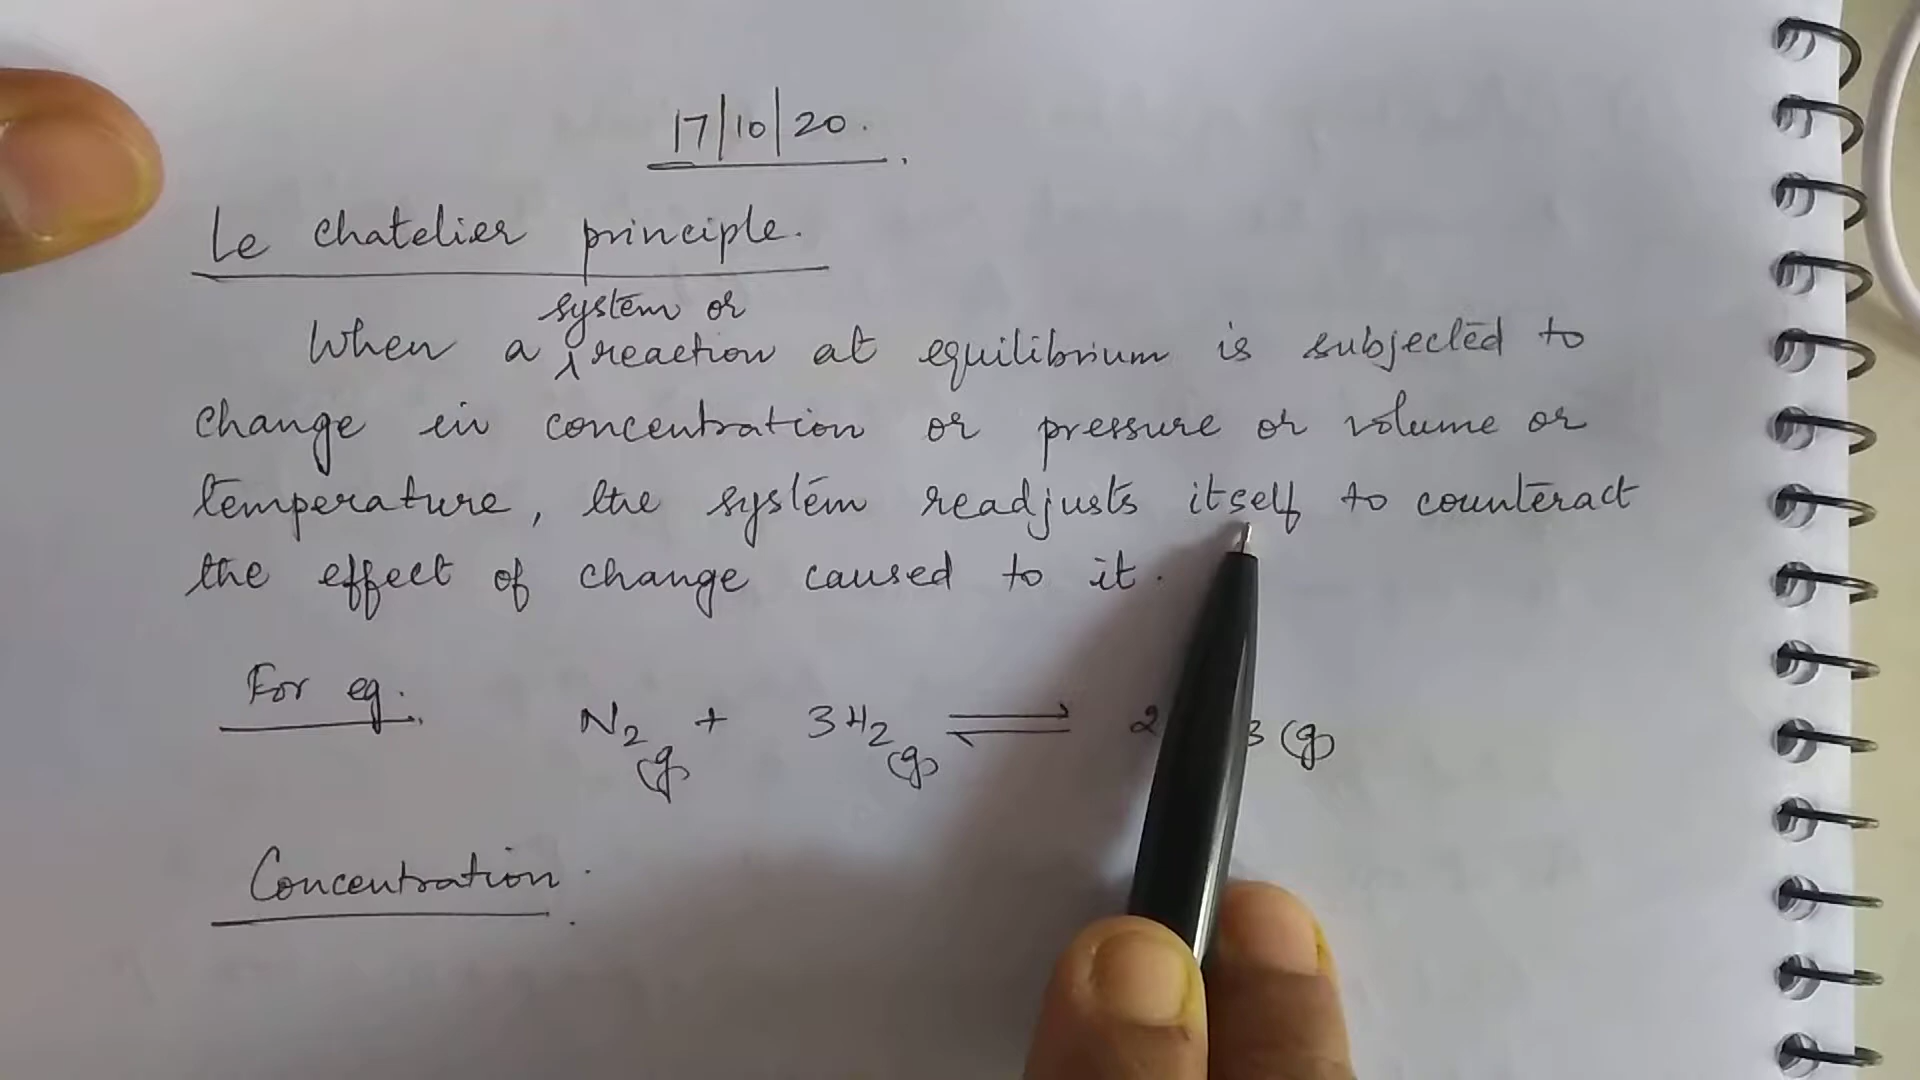 17|10|20.
Le chatelier principle.
system or
When a ⁁ reaction at equilibrium is subjected to
change in concentration or pressure or volume or
temperature, the system readjusts itself to counteract
the effect of change caused to it.
For eg.
N2(g) + 3H2(g) ⇌ 2 3(g)
Concentration.